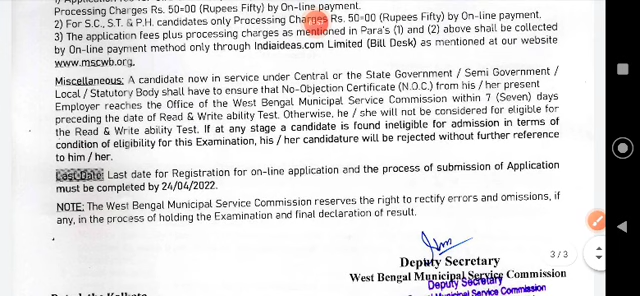 Processing Charges Rs. 50=00 (Rupees Fifty) by On-line payment.
2) For S.C., S.T. & P.H. candidates only Processing Charges Rs. 50=00 (Rupees Fifty) by On-line payment.
3) The application fees plus processing charges as mentioned in Para's (1) and (2) above shall be collected
by On-line payment method only through Indiaideas.com Limited (Bill Desk) as mentioned at our website
www.mscwb.org.
Miscellaneous: A candidate now in service under Central or the State Government / Semi Government /
Local / Statutory Body shall have to ensure that No-Objection Certificate (N.O.C.) from his / her present
Employer reaches the Office of the West Bengal Municipal Service Commission within 7 (Seven) days
preceding the date of Read & Write ability Test. Otherwise, he / she will not be considered for eligible for
the Read & Write ability Test. If at any stage a candidate is found ineligible for admission in terms of
condition of eligibility for this Examination, his / her candidature will be rejected without further reference
to him / her.
Last Date: Last date for Registration for on-line application and the process of submission of Application
must be completed by 24/04/2022.
NOTE: The West Bengal Municipal Service Commission reserves the right to rectify errors and omissions, if
any, in the process of holding the Examination and final declaration of result.
3/3
Deputy Secretary
West Bengal Municipal Service Commission
Deputy Secretary
Municipal Service Commission